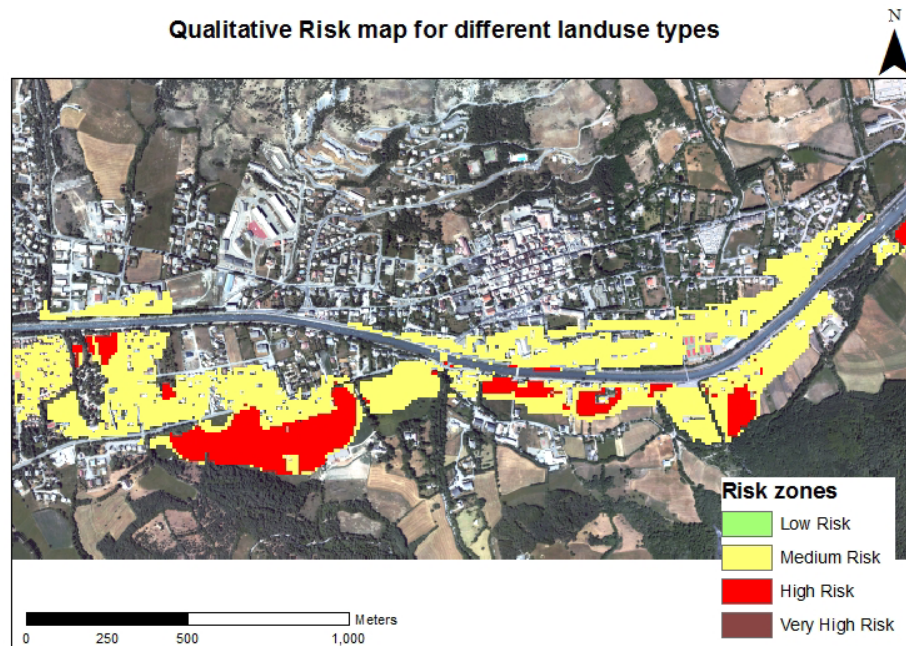 Qualitative Risk map for different landuse types
N
Risk zones
Low Risk
Medium Risk
High Risk
Very High Risk
Meters
0 250 500 1,000